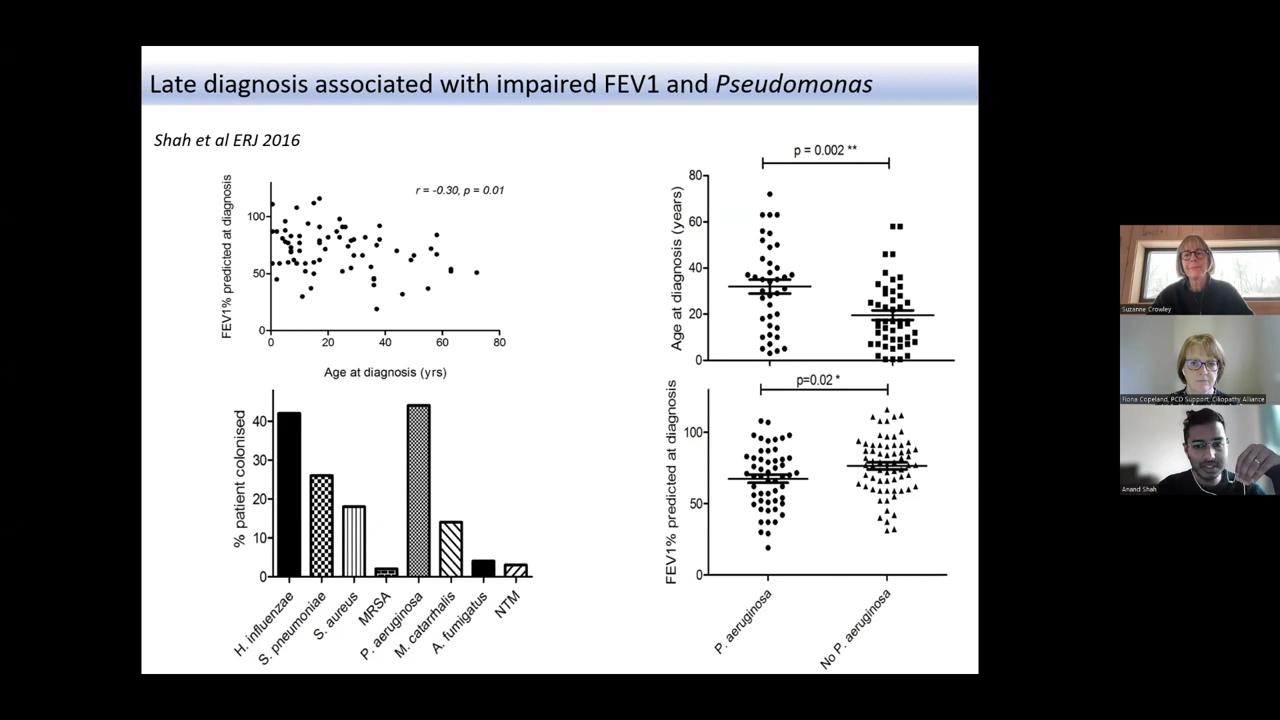 Late diagnosis associated with impaired FEV1 and Pseudomonas
Shah et al ERJ 2016
FEV1% predicted at diagnosis
100
50
0
r = -0.30, p = 0.01
0 20 40 60 80
Age at diagnosis (yrs)
p = 0.002 **
Age at diagnosis (years)
80
60
40
20
0
% patient colonised
40
30
20
10
0
H. influenzae
S. pneumoniae
S. aureus
MRSA
P. aeruginosa
M. catarrhalis
A. fumigatus
NTM
p=0.02 *
FEV1% predicted at diagnosis
100
50
0
P. aeruginosa
No P. aeruginosa
Suzanne Crowley
Fiona Copeland, PCD Support, Ciliopathy Alliance
Anand Shah